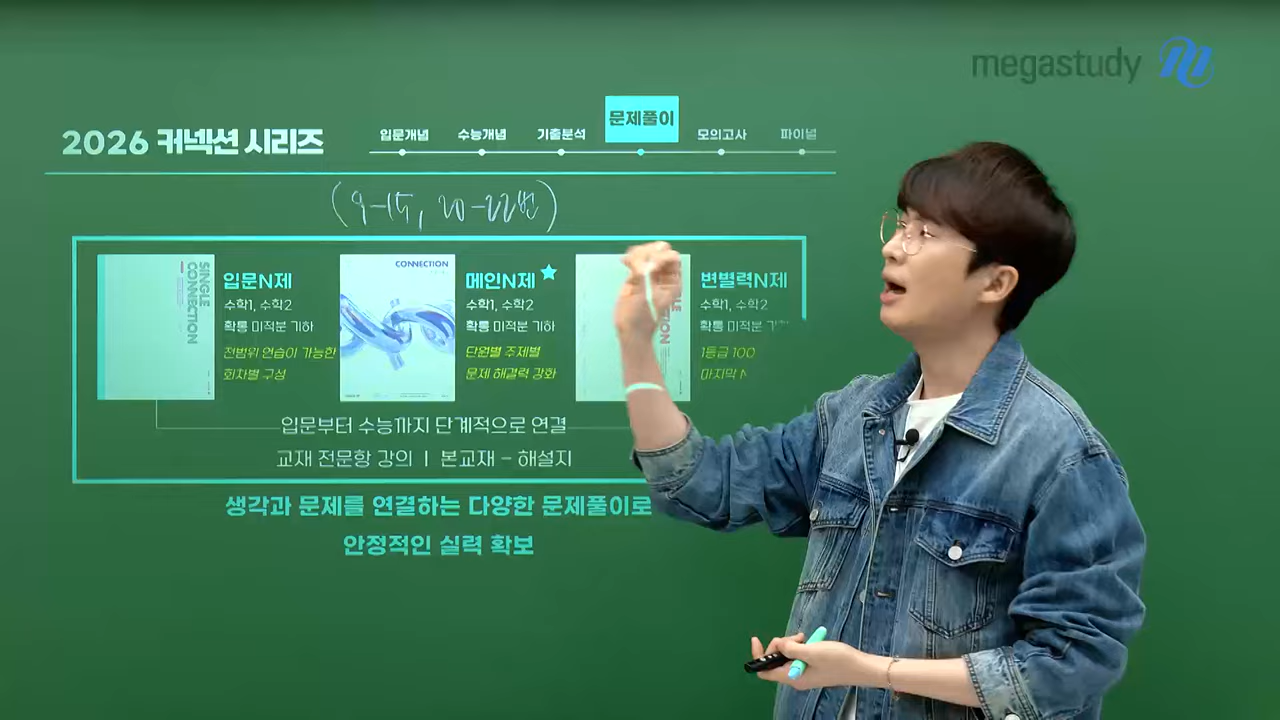 megastudy
2026 커넥션 시리즈
입문개념 수능개념 기출분석 문제풀이 모의고사 파이널
(9-15, 20-22번)
SINGLE CONNECTION
입문N제
수학1, 수학2
확통 미적분 기하
전범위 연습이 가능한
회차별 구성
CONNECTION
메인N제
수학1, 수학2
확통 미적분 기하
단원별 주제별
문제 해결력 강화
변별력N제
수학1, 수학2
확통 미적분
1등급 100
마지막 N
입문부터 수능까지 단계적으로 연결
교재 전문항 강의 | 본교재 - 해설지
생각과 문제를 연결하는 다양한 문제풀이로
안정적인 실력 확보